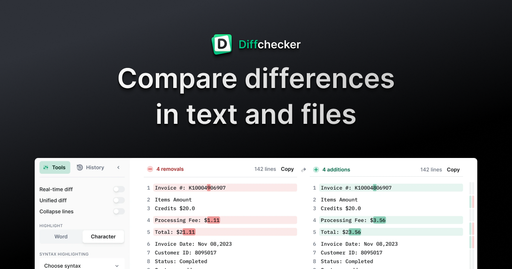 Diffchecker
Compare differences
in text and files
Tools
History
Real-time diff
Unified diff
Collapse lines
HIGHLIGHT
Word
Character
SYNTAX HIGHLIGHTING
Choose syntax
4 removals
142 lines
Copy
1 Invoice #: K10004906907
2 Items Amount
3 Credits $20.0
4 Processing Fee: $1.11
5 Total: $21.11
6 Invoice Date: Nov 08,2023
7 Customer ID: 8095017
8 Status: Completed
4 additions
142 lines
Copy
1
Invoice #:
2 Items Amount
3 Credits $20.0
4 Processing Fee: $3.56
5 Total: $23.56
6 Invoice Date: Nov 08,2023
7 Customer ID: 8095017
8 Status: Completed